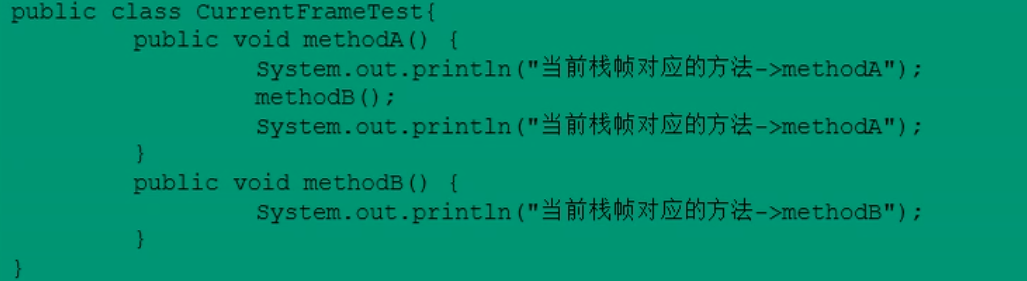 public class CurrentFrameTest{
public void methodA() {
System.out.println("当前栈帧对应的方法->methodA");
methodB();
System.out.println("当前栈帧对应的方法->methodA");
}
public void methodB() {
System.out.println("当前栈帧对应的方法->methodB");
}
}